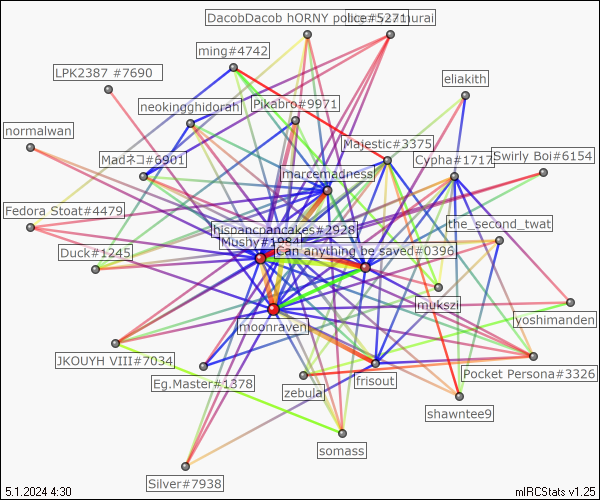 DacobDacob hORNY police#5271
ming#4742
LPK2387 #7690
eliakith
neokingghidorah
Pikabro#9971
normalwan
Majestic#3375
Madネコ#6901
Cypha#1717
Swirly Boi#6154
marcemadness
Fedora Stoat#4479
the_second_twat
hispancpancakes#2928
Mushy#1984
Duck#1245
Can anything be saved#0396
mukszi
yoshimanden
moonraven
JKOUYH VIII#7034
Pocket Persona#3326
Eg.Master#1378
frisout
zebula
shawntee9
somass
Silver#7938
5.1.2024 4:30
mIRCStats v1.25